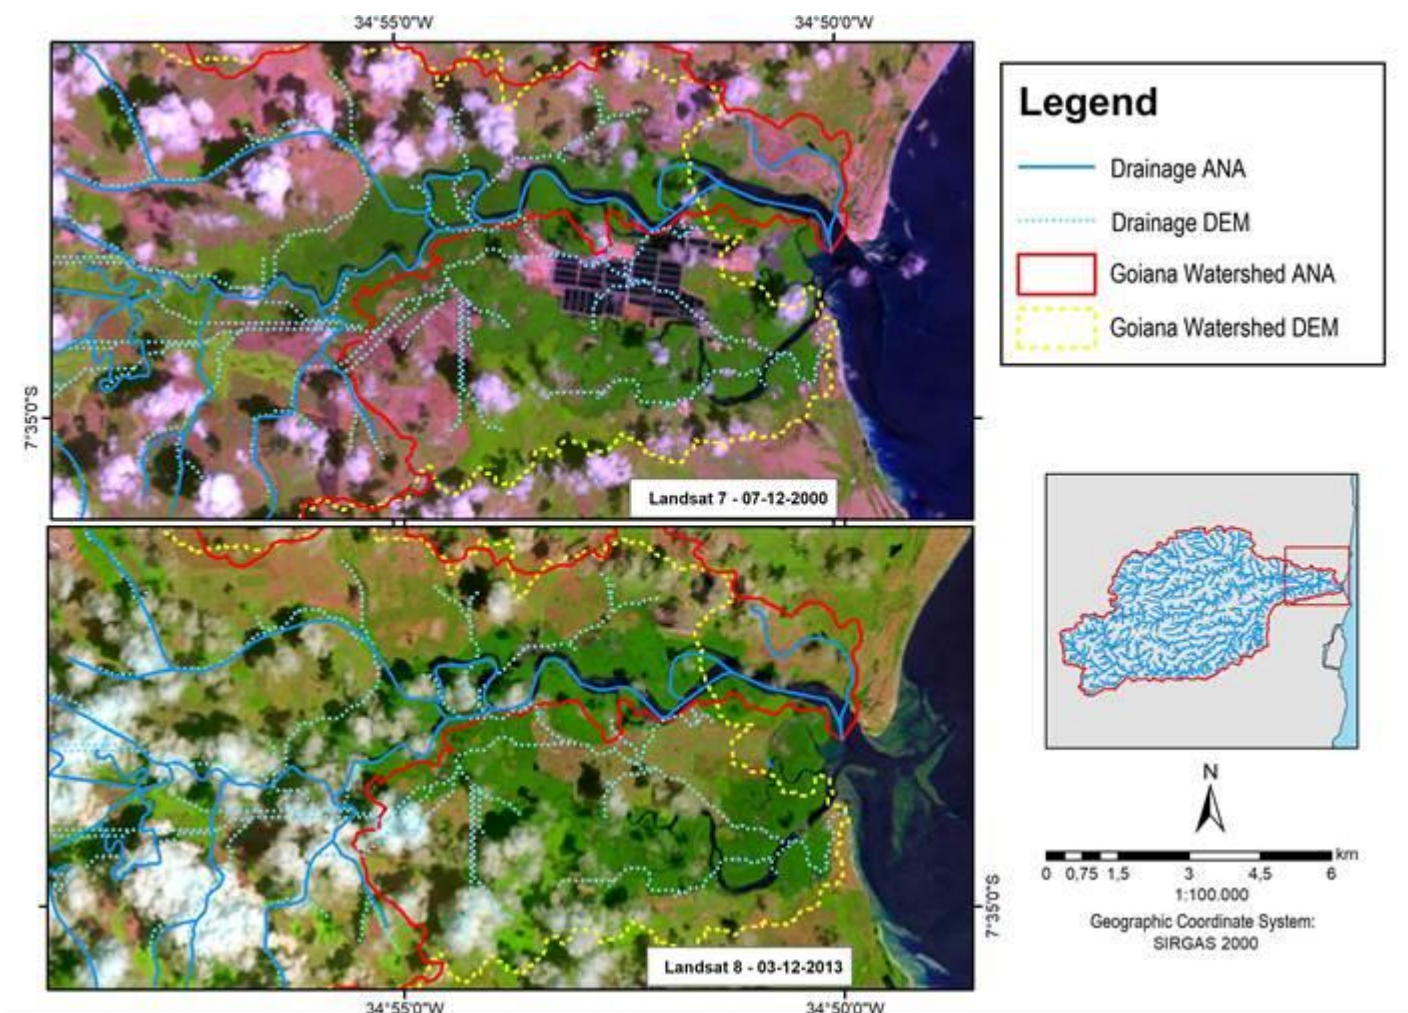 34°55'0"W
34°50'0"W
7°35'0"S
Landsat 7 - 07-12-2000
Landsat 8 - 03-12-2013
34°55'0"W
34°50'0"W
7°35'0"S
Legend
Drainage ANA
Drainage DEM
Goiana Watershed ANA
Goiana Watershed DEM
N
km
0 0,75 1,5 3 4,5 6
1:100.000
Geographic Coordinate System:
SIRGAS 2000